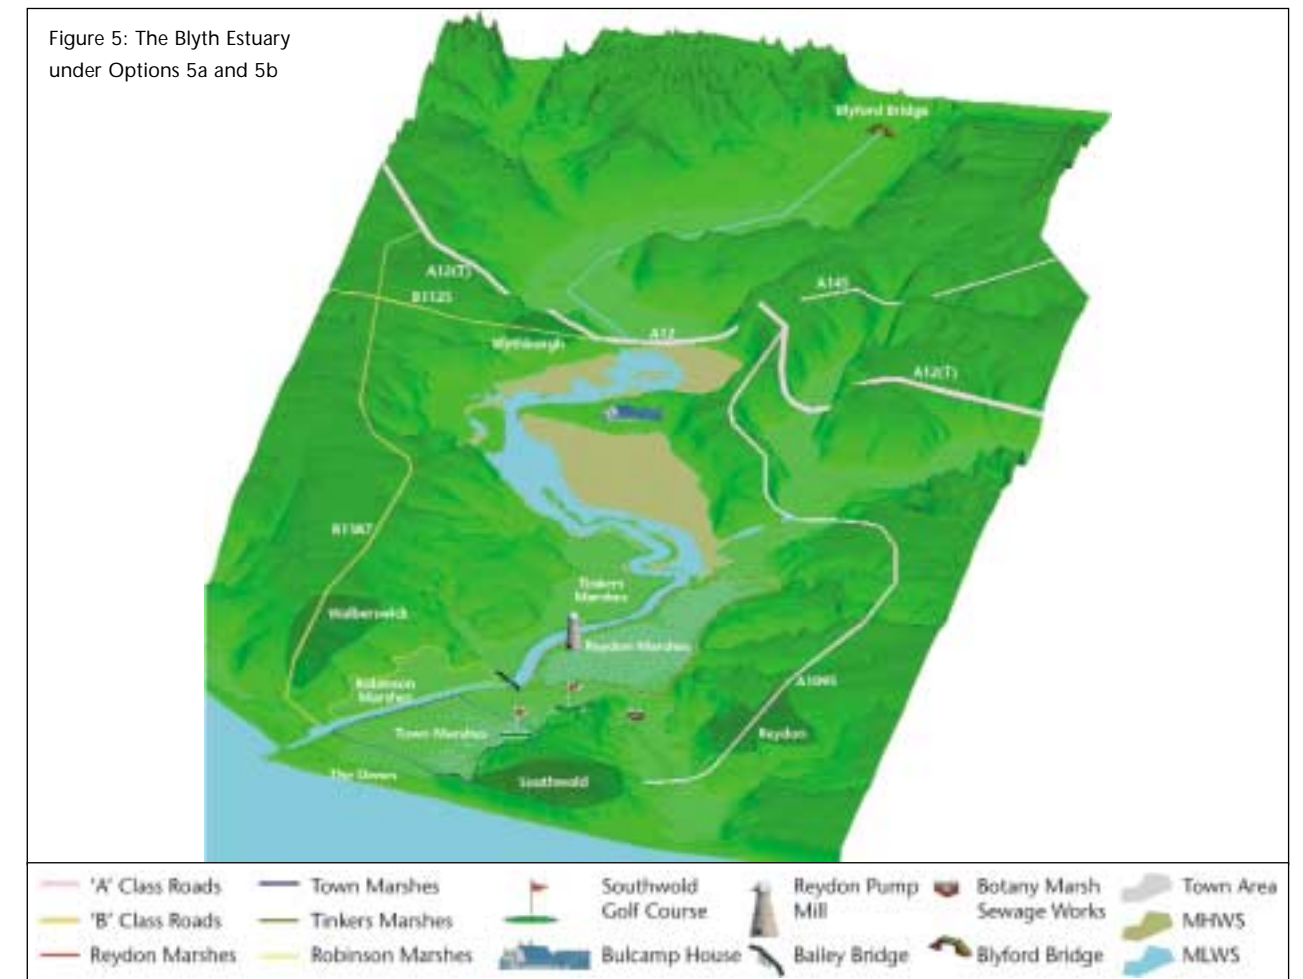 Figure 5: The Blyth Estuary
under Options 5a and 5b
Blyford Bridge
A12(T)
A145
B1125
A12
Blythburgh
A12(T)
B1387
Tinkers
Marshes
Walberswick
Reydon Marshes
Robinson
Marshes
A1095
Town Marshes
Reydon
The Denes
Southwold
'A' Class Roads
'B' Class Roads
Reydon Marshes
Town Marshes
Tinkers Marshes
Robinson Marshes
Southwold
Golf Course
Bulcamp House
Reydon Pump
Mill
Bailey Bridge
Botany Marsh
Sewage Works
Blyford Bridge
Town Area
MHWS
MLWS